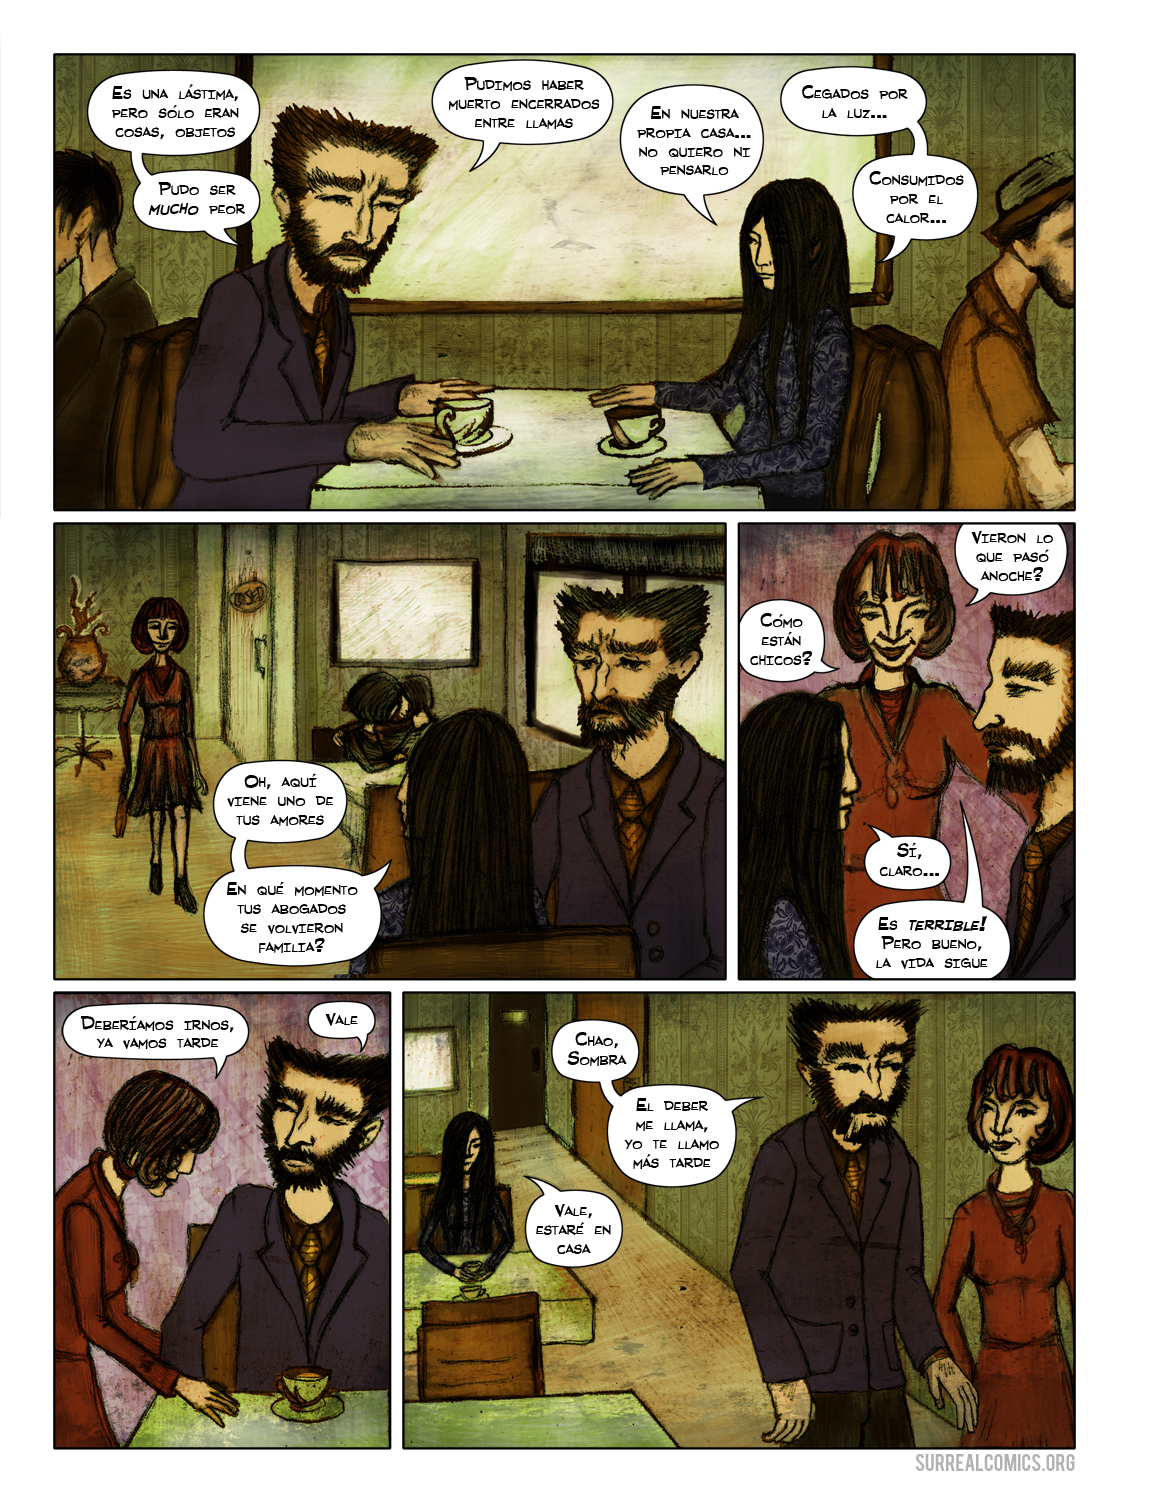 Es una lástima,
pero sólo eran
cosas, objetos
Pudo ser
mucho peor
Pudimos haber
muerto encerrados
entre llamas
En nuestra
propia casa...
no quiero ni
pensarlo
Cegados por
la luz...
Consumidos
por el
calor...
Oh, aquí
viene uno de
tus amores
En qué momento
tus abogados
se volvieron
familia?
Cómo
están
chicos?
Vieron lo
que pasó
anoche?
Sí,
claro...
Es terrible!
Pero bueno,
la vida sigue
Deberíamos irnos,
ya vamos tarde
Vale
Chao,
Sombra
El deber
me llama,
yo te llamo
más tarde
Vale,
estaré en
casa
SURREALCOMICS.ORG